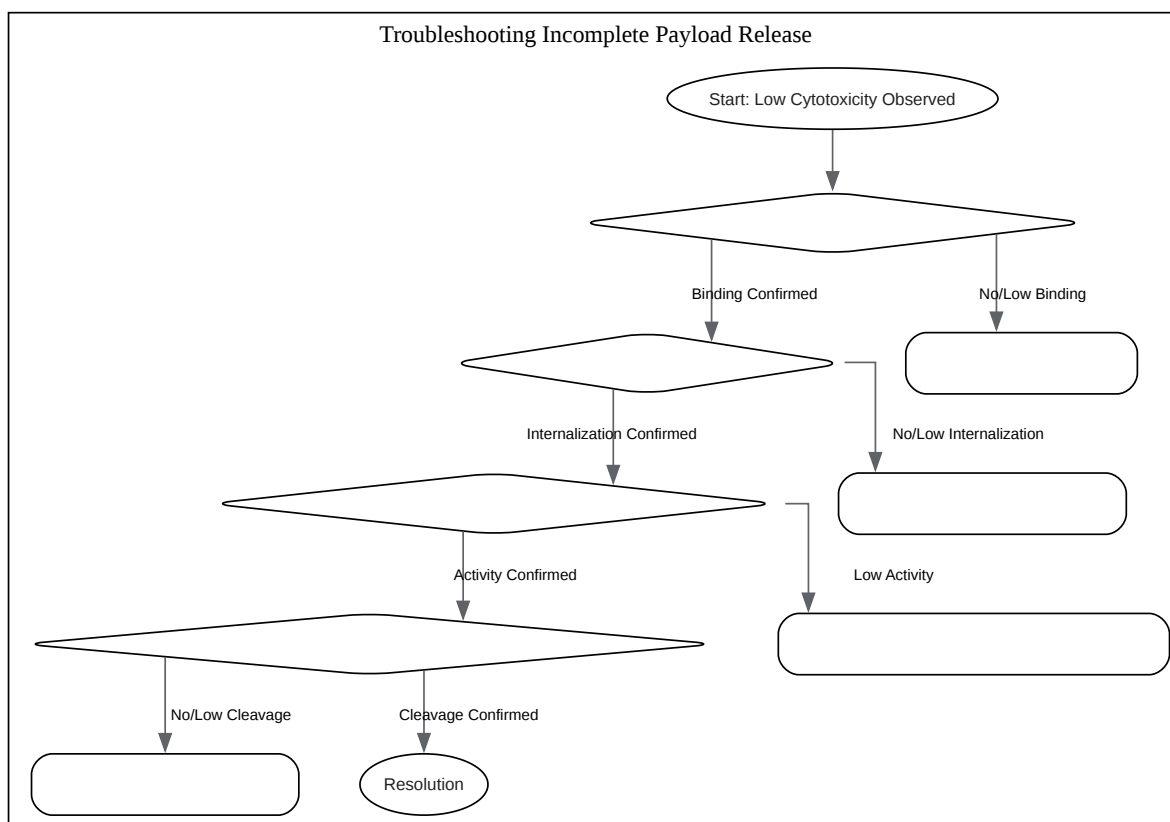 Troubleshooting Incomplete Payload Release
Start: Low Cytotoxicity Observed
Binding Confirmed
No/Low Binding
Internalization Confirmed
No/Low Internalization
Activity Confirmed
Low Activity
No/Low Cleavage
Cleavage Confirmed
Resolution